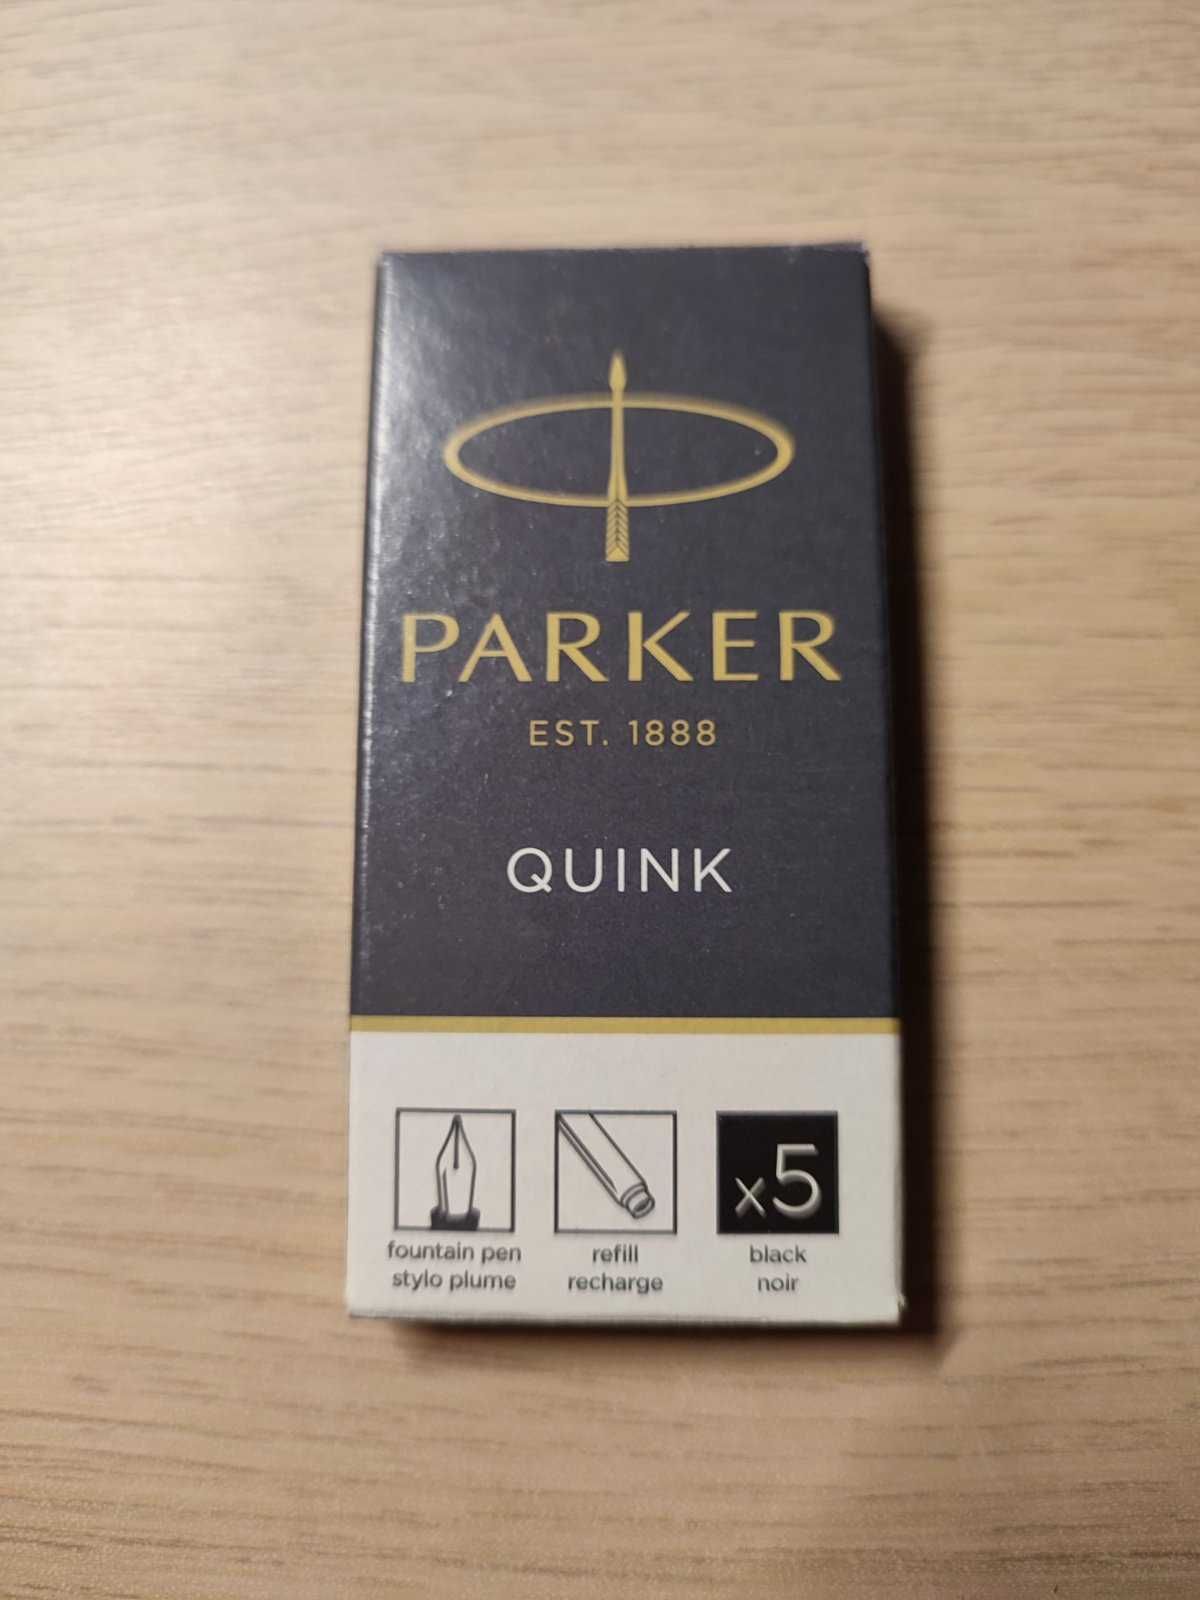 PARKER
EST. 1888
QUINK
x5
fountain pen
stylo plume
refill
recharge
black
noir